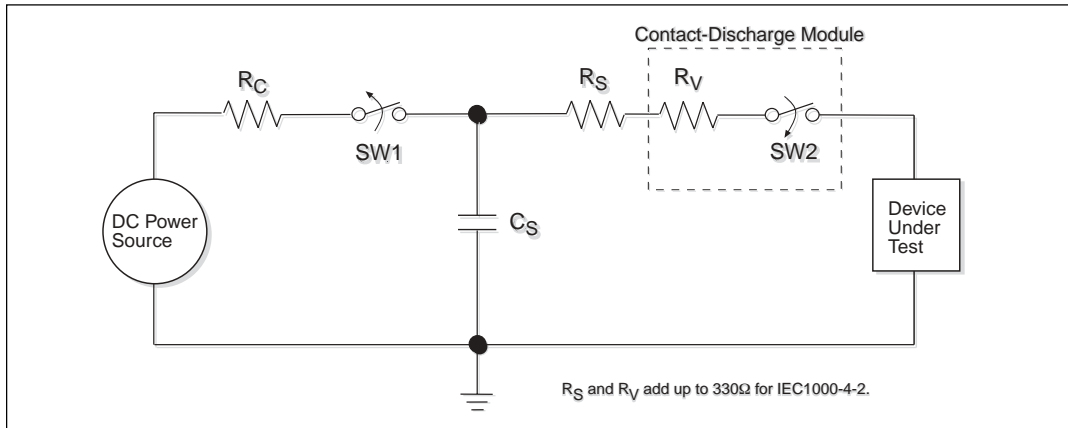 Contact-Discharge Module
RC
RS
RV
SW1
SW2
DC Power
Source
CS
Device
Under
Test
RS and RV add up to 330Ω for IEC1000-4-2.